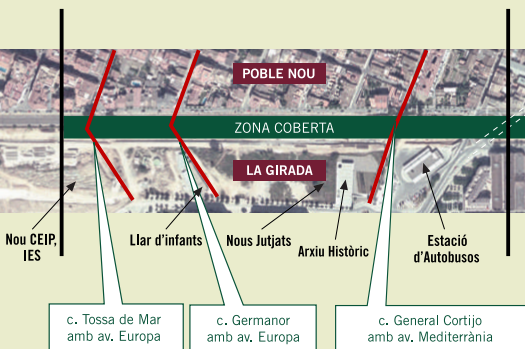 POBLE NOU
ZONA COBERTA
LA GIRADA
Nou CEIP,
IES
Llar d'infants
Nous Jutjats
Arxiu Històric
Estació
d'Autobusos
c. Tossa de Mar
amb av. Europa
c. Germanor
amb av. Europa
c. General Cortijo
amb av. Mediterrània